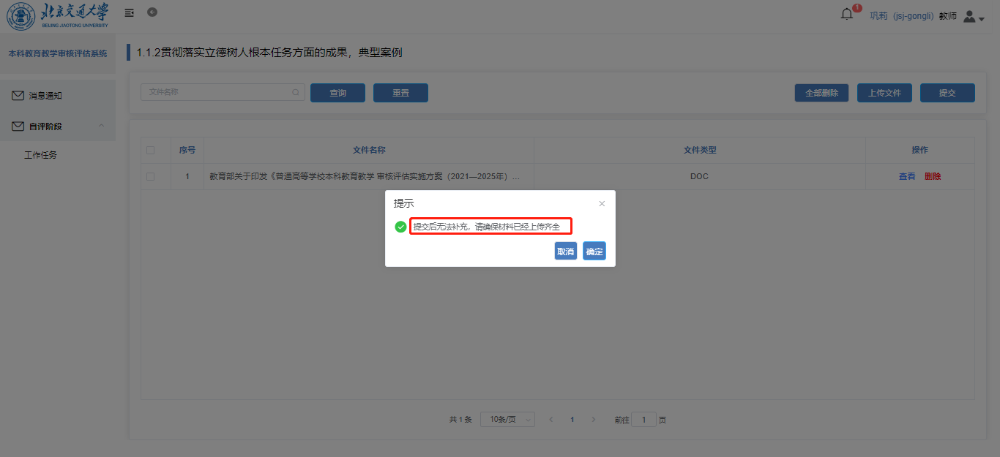 北京交通大学
BEIJING JIAOTONG UNIVERSITY
1
巩莉 (jsj-gongli) 教师
本科教育教学审核评估系统
消息通知
自评阶段
工作任务
1.1.2贯彻落实立德树人根本任务方面的成果，典型案例
文件名称
查询
重置
全部删除
上传文件
提交
序号 文件名称 文件类型 操作
1 教育部关于印发《普通高等学校本科教育教学 审核评估实施方案（2021—2025年）... DOC 查看 删除
提示
提交后无法补充，请确保材料已经上传齐全
取消 确定
共 1 条 10条/页 1 前往 1 页